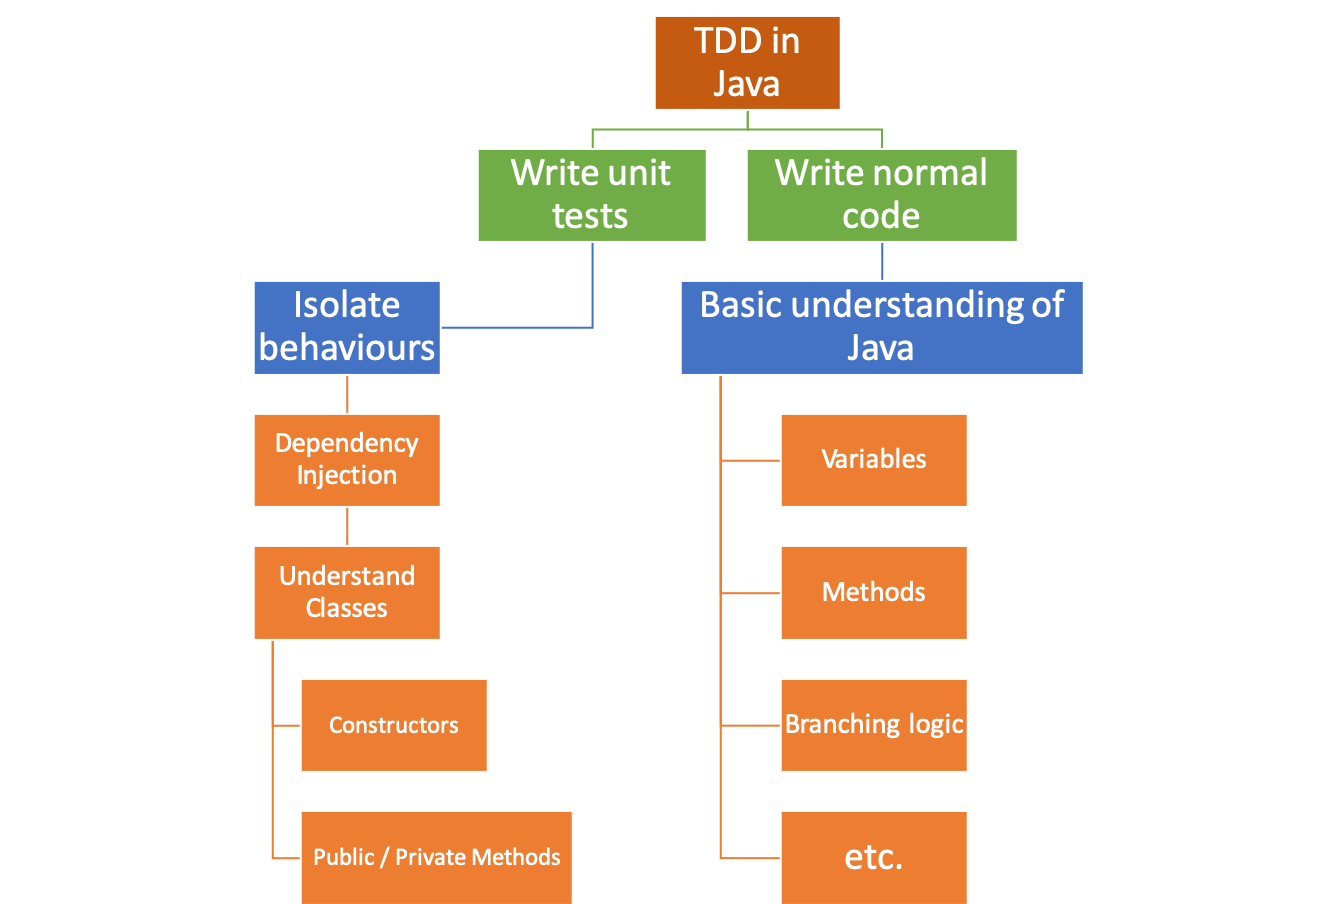 TDD in
Java
Write unit
tests
Write normal
code
Isolate
behaviours
Basic understanding of
Java
Dependency
Injection
Variables
Understand
Classes
Methods
Constructors
Branching logic
Public / Private Methods
etc.